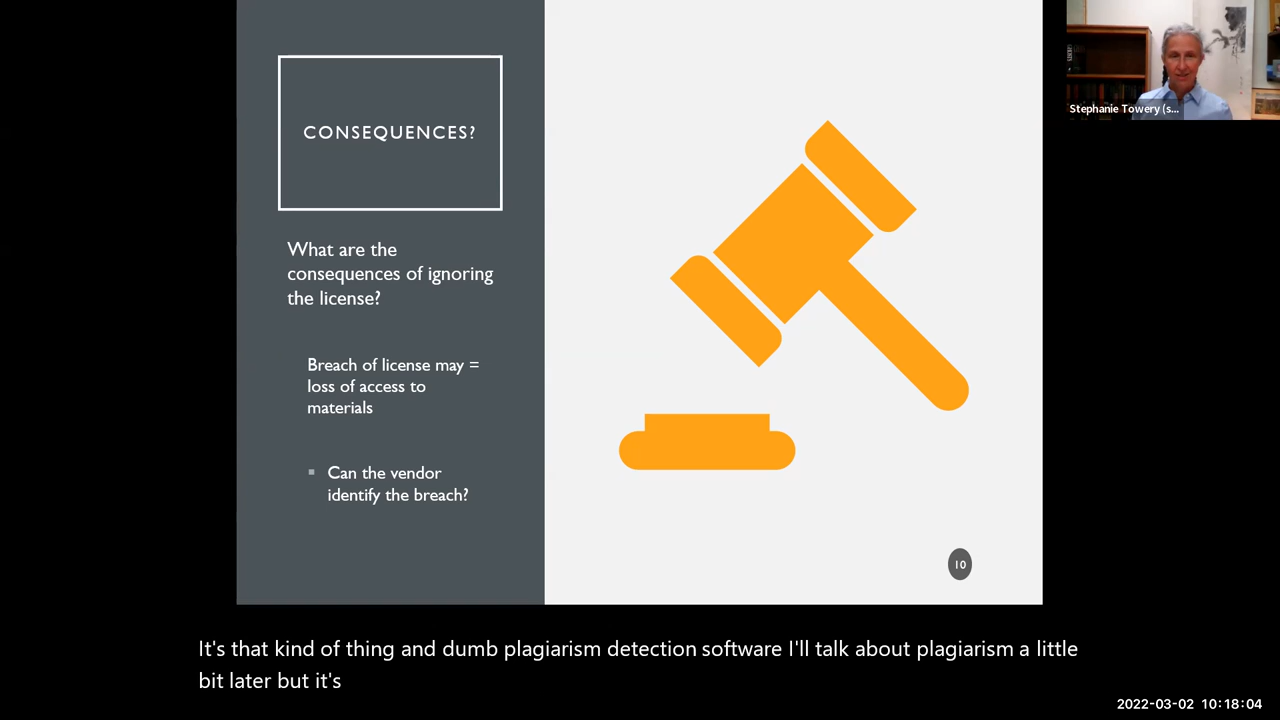 CONSEQUENCES?
What are the
consequences of ignoring
the license?
Breach of license may =
loss of access to
materials
Can the vendor
identify the breach?
10
Stephanie Towery (s...
It's that kind of thing and dumb plagiarism detection software I'll talk about plagiarism a little
bit later but it's
2022-03-02 10:18:04